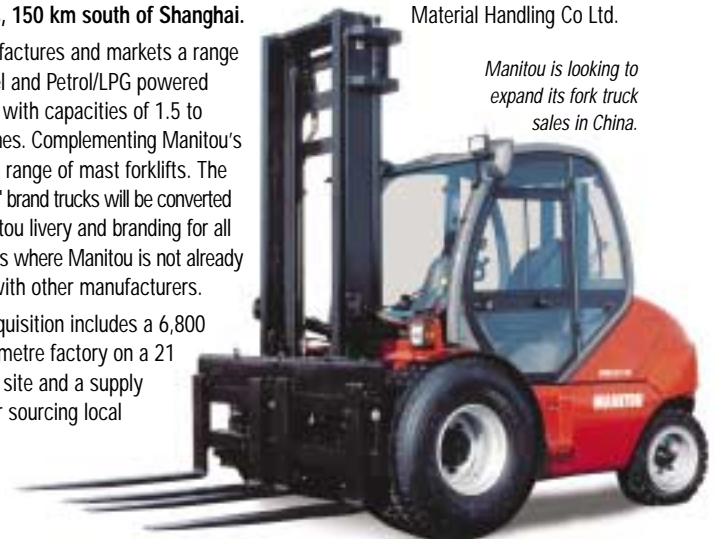 , 150 km south of Shanghai.
factures and markets a range
el and Petrol/LPG powered
with capacities of 1.5 to
nes. Complementing Manitou's
range of mast forklifts. The
" brand trucks will be converted
tou livery and branding for all
s where Manitou is not already
with other manufacturers.
quisition includes a 6,800
metre factory on a 21
site and a supply
r sourcing local
Material Handling Co Ltd.
Manitou is looking to
expand its fork truck
sales in China.
MANITOU